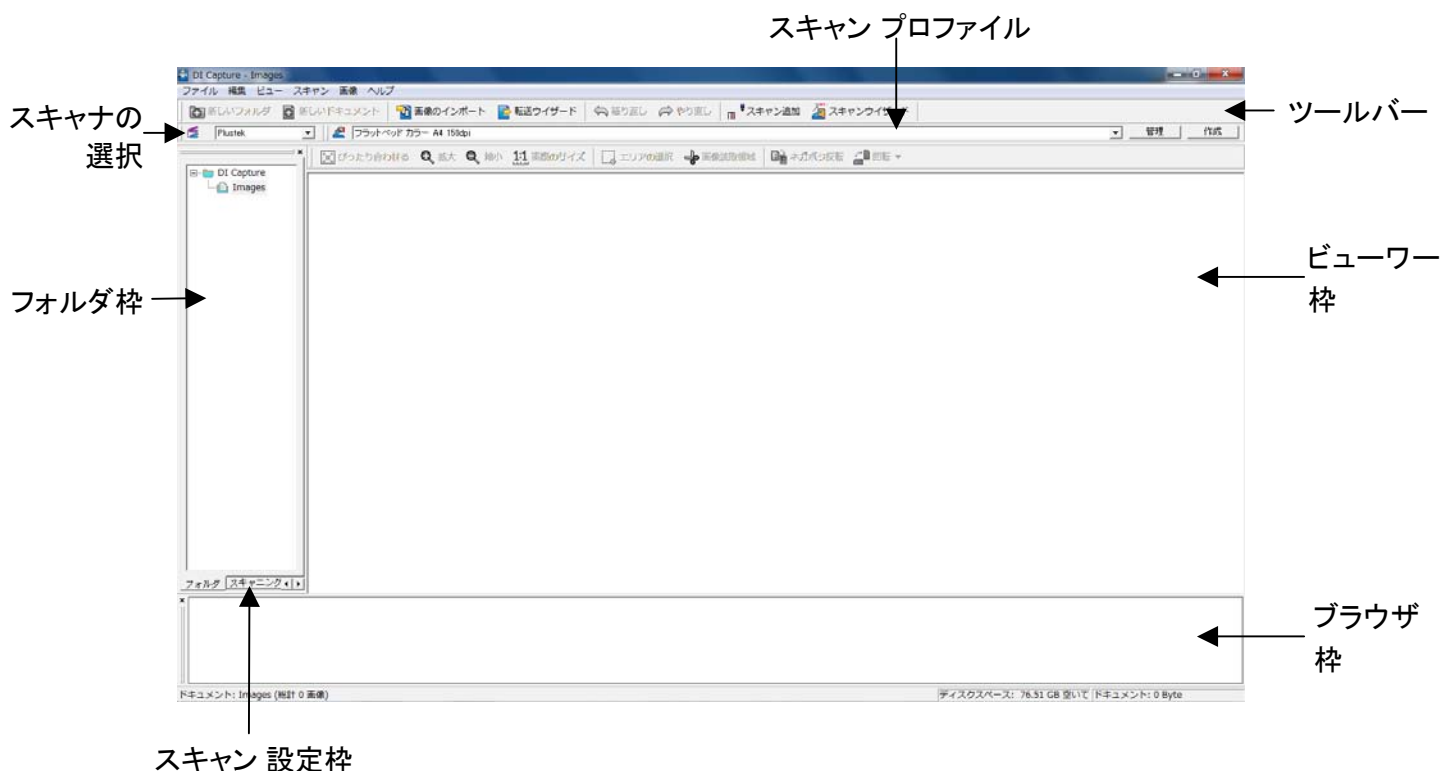 スキャン プロファイル
DI Capture - Images
ファイル 編集 ビュー スキャン 画像 ヘルプ
新しいフォルダ 新しいドキュメント 画像のインポート 転送ウイザード 繰り返し やり直し スキャン追加 スキャンウイザード
ツールバー
スキャナの
選択
Plustek フラットベッド カラー A4 150dpi 管理 作成
ぴったり合わせる 拡大 縮小 1:1 実際のサイズ エリアの選択 画像試取領域 ネガポジ反転 回転
DI Capture
Images
ビューワー
枠
フォルダ枠
フォルダ スキャニング
ブラウザ
枠
ドキュメント: Images (総計 0 画像) ディスクスペース: 76.51 GB 空いて ドキュメント: 0 Byte
スキャン 設定枠